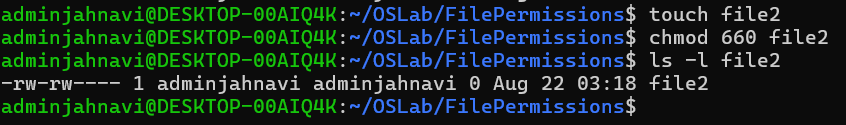 adminjahnavi@DESKTOP-00AIQ4K:~/OSLab/FilePermissions$ touch file2
adminjahnavi@DESKTOP-00AIQ4K:~/OSLab/FilePermissions$ chmod 660 file2
adminjahnavi@DESKTOP-00AIQ4K:~/OSLab/FilePermissions$ ls -l file2
-rw-rw---- 1 adminjahnavi adminjahnavi 0 Aug 22 03:18 file2
adminjahnavi@DESKTOP-00AIQ4K:~/OSLab/FilePermissions$